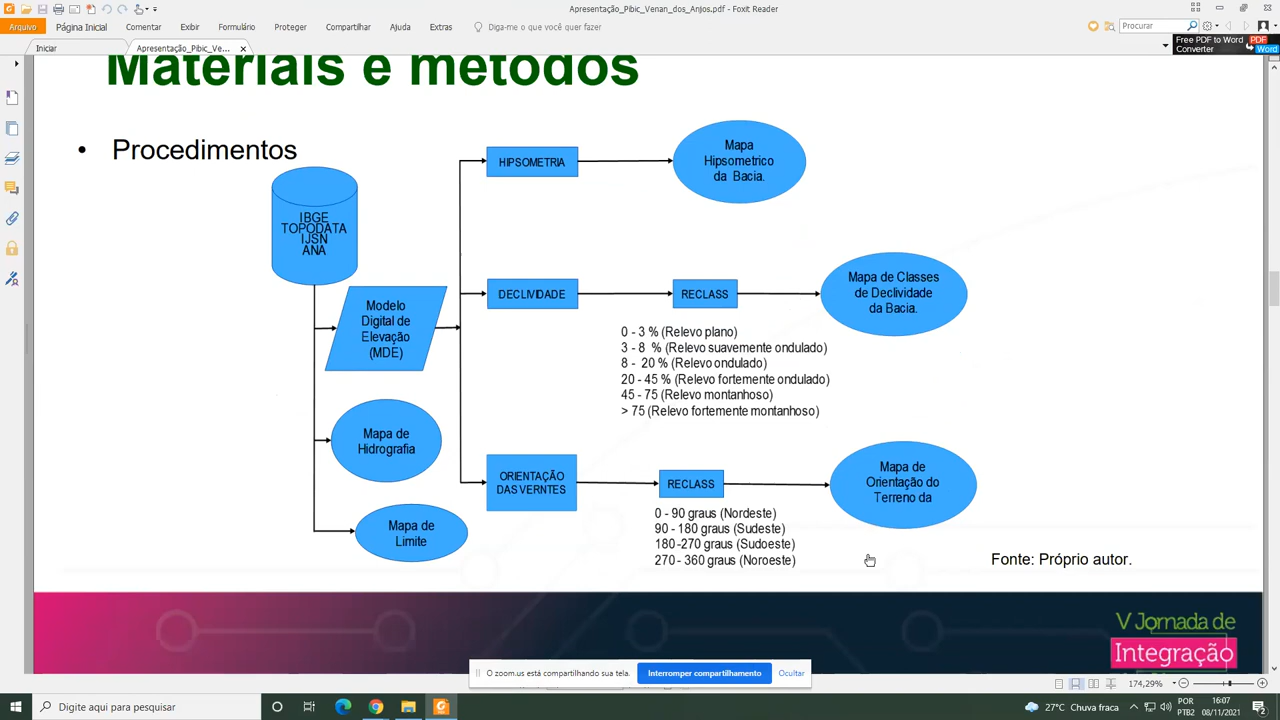 Apresentação_Pibic_Venan_dos_Anjos.pdf - Foxit Reader
Arquivo Página Inicial Comentar Exibir Formulário Proteger Compartilhar Ajuda Extras Diga-me o que você quer fazer Procurar
Iniciar Apresentação_Pibic_Ve...
Free PDF to Word
Converter
PDF
Word
Materiais e métodos
• Procedimentos
IBGE
TOPODATA
IJSN
ANA
Modelo
Digital de
Elevação
(MDE)
Mapa de
Hidrografia
Mapa de
Limite
HIPSOMETRIA
Mapa
Hipsometrico
da Bacia.
DECLIVIDADE
RECLASS
Mapa de Classes
de Declividade
da Bacia.
0 - 3 % (Relevo plano)
3 - 8 % (Relevo suavemente ondulado)
8 - 20 % (Relevo ondulado)
20 - 45 % (Relevo fortemente ondulado)
45 - 75 (Relevo montanhoso)
> 75 (Relevo fortemente montanhoso)
ORIENTAÇÃO
DAS VERNTES
RECLASS
Mapa de
Orientação do
Terreno da
0 - 90 graus (Nordeste)
90 - 180 graus (Sudeste)
180 -270 graus (Sudoeste)
270 - 360 graus (Noroeste)
Fonte: Próprio autor.
V Jornada de
Integração
O zoom.us está compartilhando sua tela. Interromper compartilhamento Ocultar
174,29%
Digite aqui para pesquisar
27°C Chuva fraca
POR
PTB2
16:07
08/11/2021
2